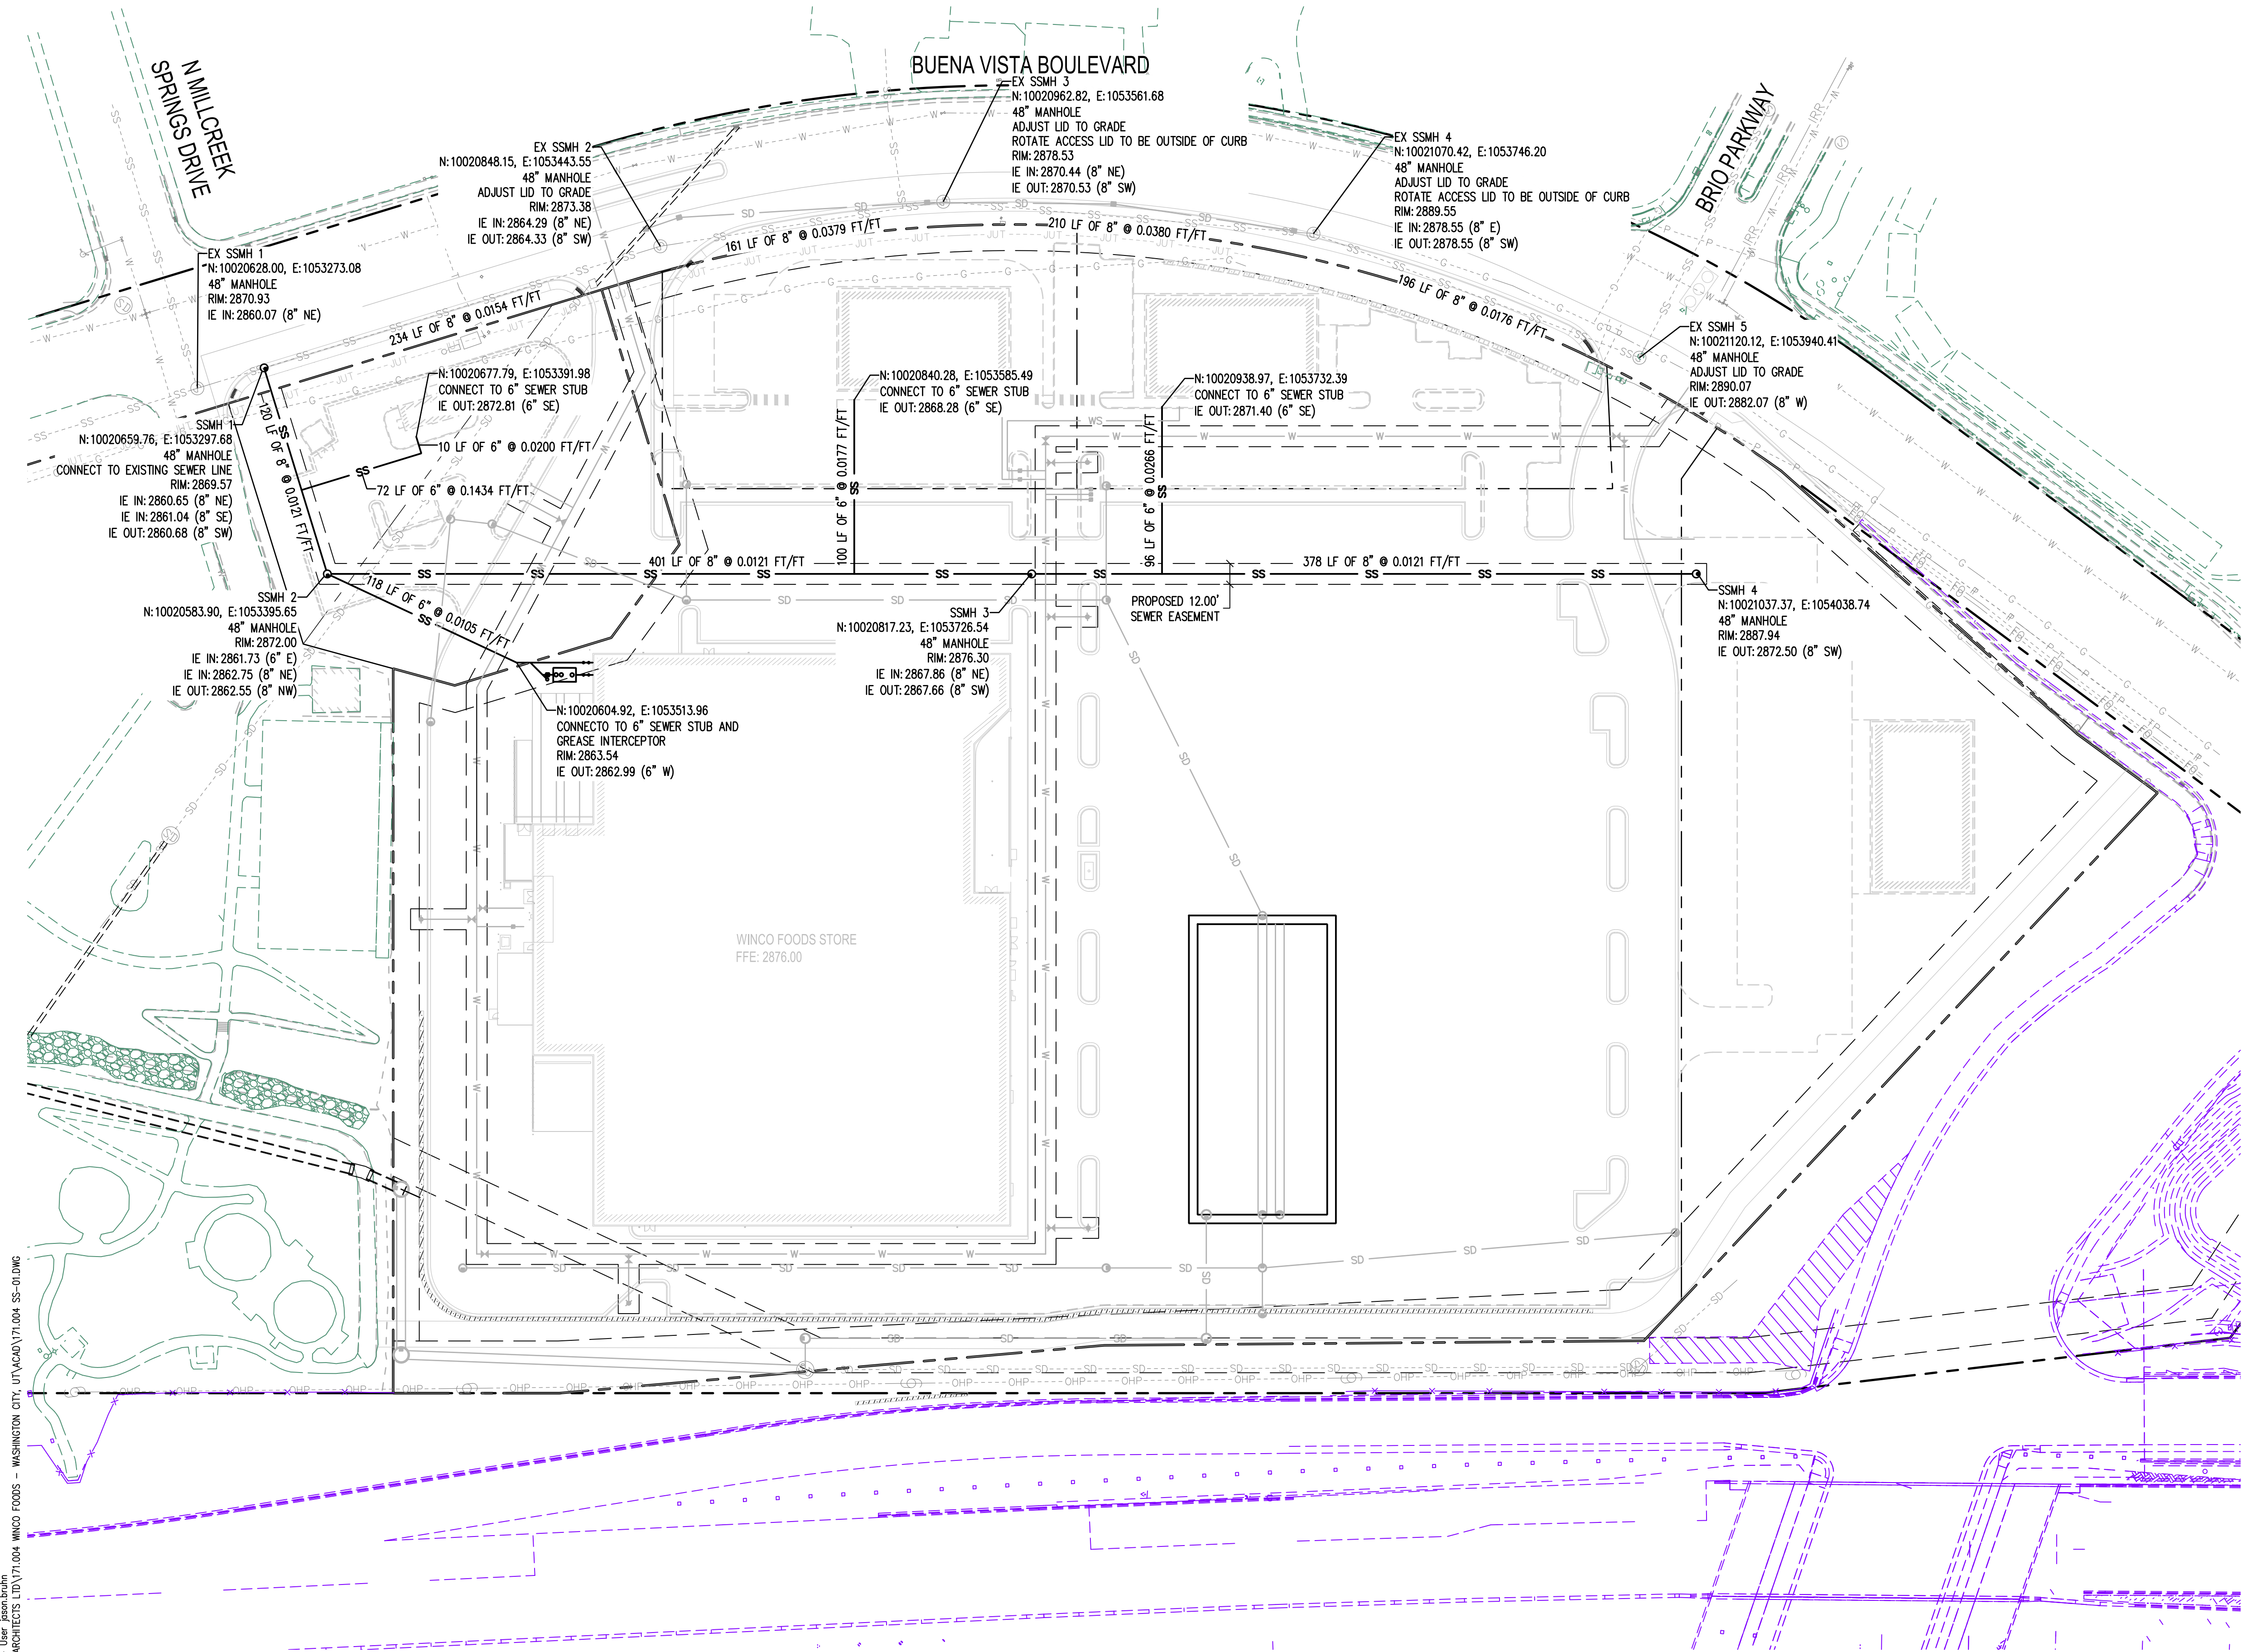 N MILLCREEK
SPRINGS DRIVE
BUENA VISTA BOULEVARD
BRIO PARKWAY
EX SSMH 3
N:10020962.82, E:1053561.68
48" MANHOLE
ADJUST LID TO GRADE
ROTATE ACCESS LID TO BE OUTSIDE OF CURB
RIM:2878.53
IE IN:2870.44 (8" NE)
IE OUT:2870.53 (8" SW)
EX SSMH 2
N:10020848.15, E:1053443.55
48" MANHOLE
ADJUST LID TO GRADE
RIM:2873.38
IE IN:2864.29 (8" NE)
IE OUT:2864.33 (8" SW)
EX SSMH 4
N:10021070.42, E:1053746.20
48" MANHOLE
ADJUST LID TO GRADE
ROTATE ACCESS LID TO BE OUTSIDE OF CURB
RIM:2889.55
IE IN:2878.55 (8" E)
IE OUT:2878.55 (8" SW)
EX SSMH 1
N:10020628.00, E:1053273.08
48" MANHOLE
RIM:2870.93
IE IN:2860.07 (8" NE)
234 LF OF 8" @ 0.0154 FT/FT
161 LF OF 8" @ 0.0379 FT/FT
210 LF OF 8" @ 0.0380 FT/FT
196 LF OF 8" @ 0.0176 FT/FT
EX SSMH 5
N:10021120.12, E:1053940.41
48" MANHOLE
ADJUST LID TO GRADE
RIM:2890.07
IE OUT:2882.07 (8" W)
N:10020677.79, E:1053391.98
CONNECT TO 6" SEWER STUB
IE OUT:2872.81 (6" SE)
N:10020840.28, E:1053585.49
CONNECT TO 6" SEWER STUB
IE OUT:2868.28 (6" SE)
N:10020938.97, E:1053732.39
CONNECT TO 6" SEWER STUB
IE OUT:2871.40 (6" SE)
SSMH 1
N:10020659.76, E:1053297.68
48" MANHOLE
CONNECT TO EXISTING SEWER LINE
RIM:2869.57
IE IN:2860.65 (8" NE)
IE IN:2861.04 (8" SE)
IE OUT:2860.68 (8" SW)
120 LF OF 8" @ 0.0121 FT/FT
10 LF OF 6" @ 0.0200 FT/FT
72 LF OF 6" @ 0.1434 FT/FT
100 LF OF 6" @ 0.0177 FT/FT
96 LF OF 6" @ 0.0266 FT/FT
401 LF OF 8" @ 0.0121 FT/FT
378 LF OF 8" @ 0.0121 FT/FT
118 LF OF 6" @ 0.0105 FT/FT
SSMH 2
N:10020583.90, E:1053395.65
48" MANHOLE
RIM:2872.00
IE IN:2861.73 (6" E)
IE IN:2862.75 (8" NE)
IE OUT:2862.55 (8" NW)
SSMH 3
N:10020817.23, E:1053726.54
48" MANHOLE
RIM:2876.30
IE IN:2867.86 (8" NE)
IE OUT:2867.66 (8" SW)
PROPOSED 12.00'
SEWER EASEMENT
SSMH 4
N:10021037.37, E:1054038.74
48" MANHOLE
RIM:2887.94
IE OUT:2872.50 (8" SW)
N:10020604.92, E:1053513.96
CONNECTO TO 6" SEWER STUB AND
GREASE INTERCEPTOR
RIM:2863.54
IE OUT:2862.99 (6" W)
WINCO FOODS STORE
FFE: 2876.00
User jason.bruhn
ARCHITECTS LTD\171.004 WINCO FOODS - WASHINGTON CITY, UT\ACAD\171.004 SS-01.DWG